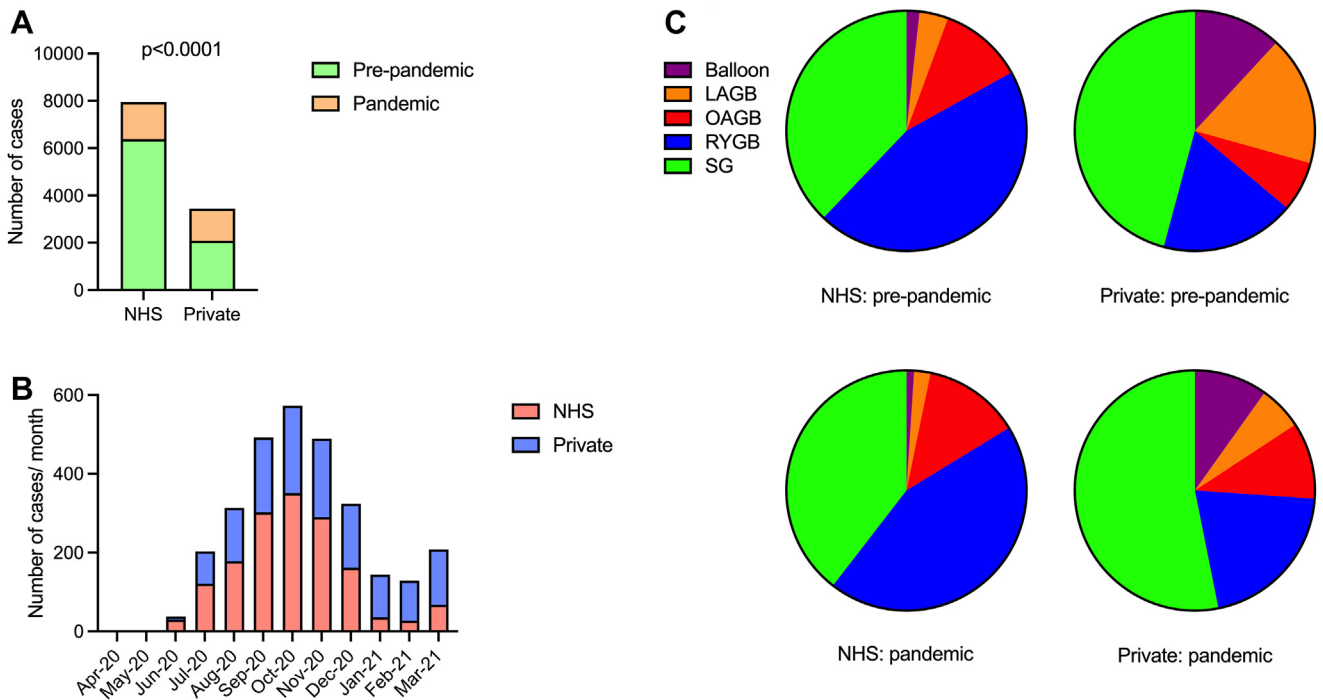 A
p<0.0001
Number of cases
10000
8000
6000
4000
2000
0
NHS
Private
Pre-pandemic
Pandemic
B
Number of cases/ month
600
400
200
0
Apr-20
May-20
Jun-20
Jul-20
Aug-20
Sep-20
Oct-20
Nov-20
Dec-20
Jan-21
Feb-21
Mar-21
NHS
Private
C
Balloon
LAGB
OAGB
RYGB
SG
NHS: pre-pandemic
Private: pre-pandemic
NHS: pandemic
Private: pandemic